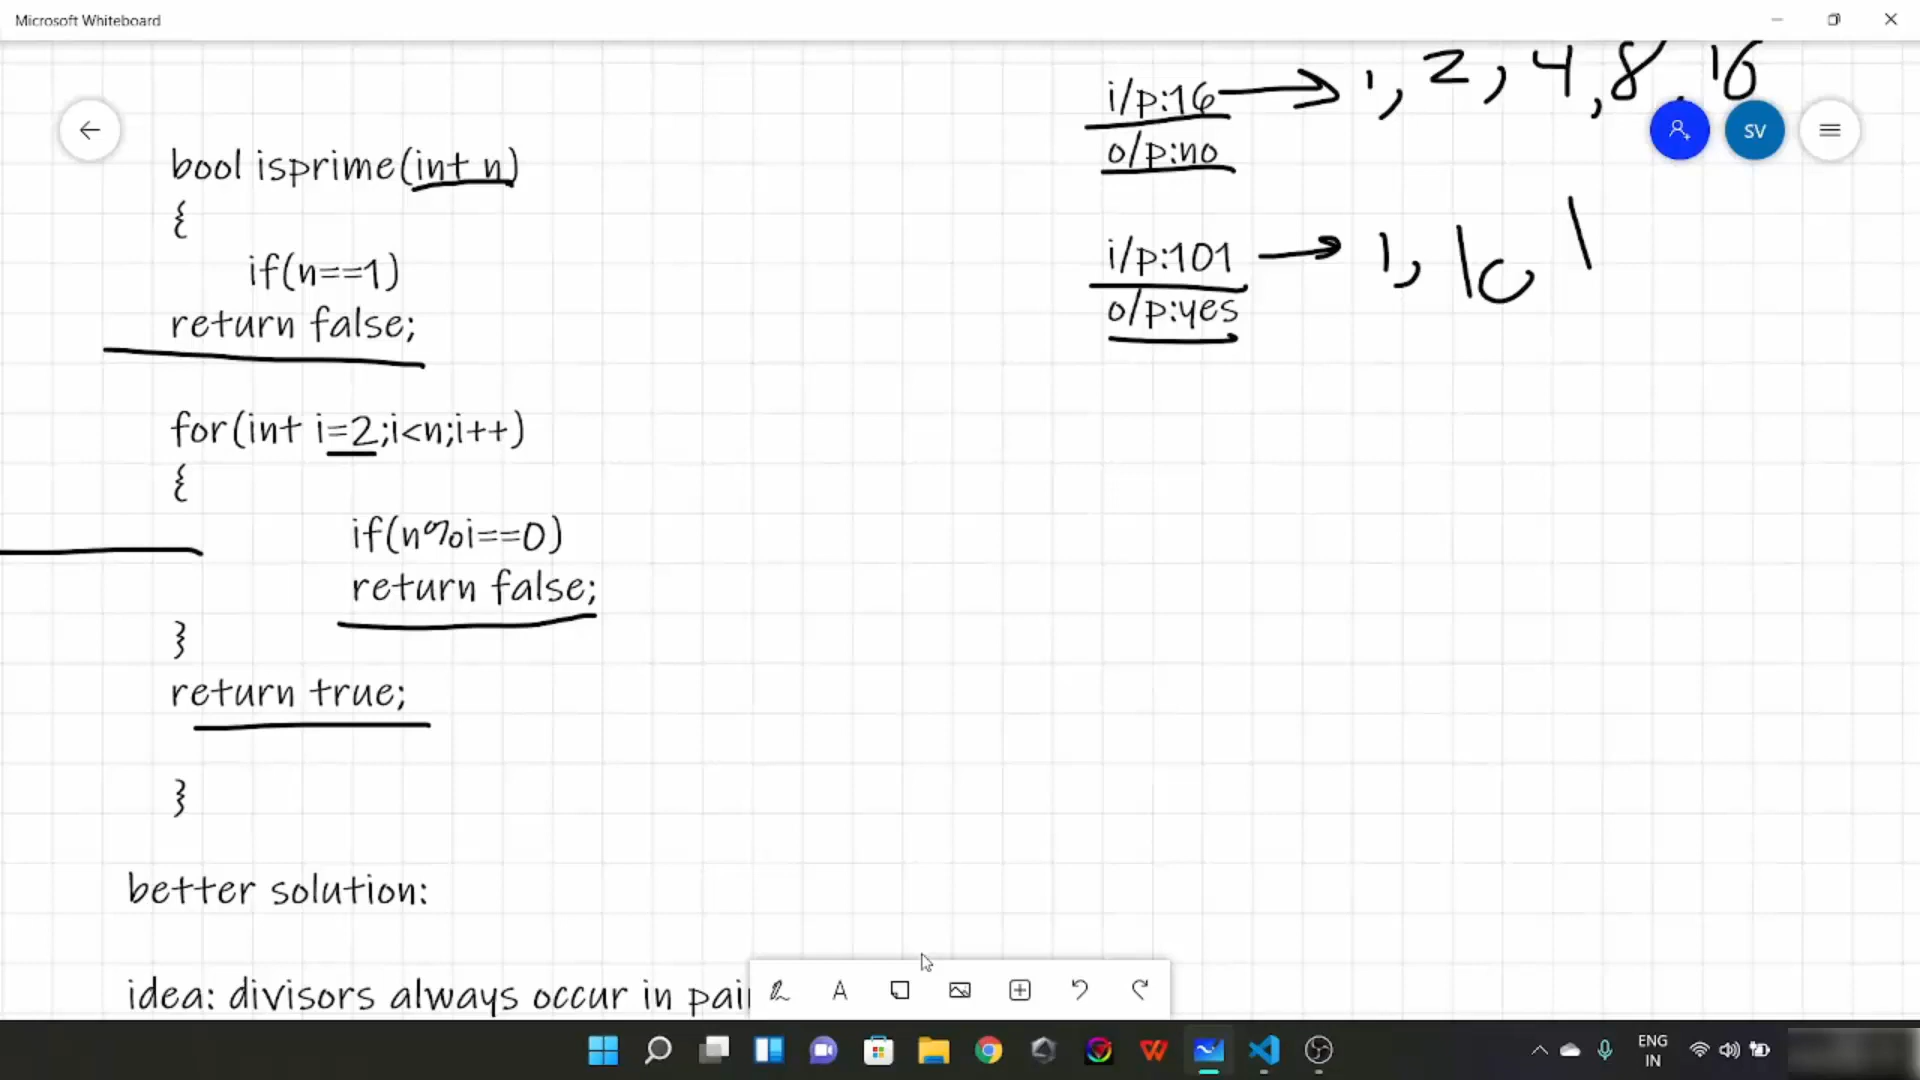 Microsoft Whiteboard
bool isprime(int n)
{
if(n==1)
return false;
for(int i=2;i<n;i++)
{
if(n%i==0)
return false;
}
return true;
}
better solution:
idea: divisors always occur in pai
i/p:16 1, 2, 4, 8, 16
o/p:no
i/p:101 1, 101
o/p:yes
SV
A
ENG
IN